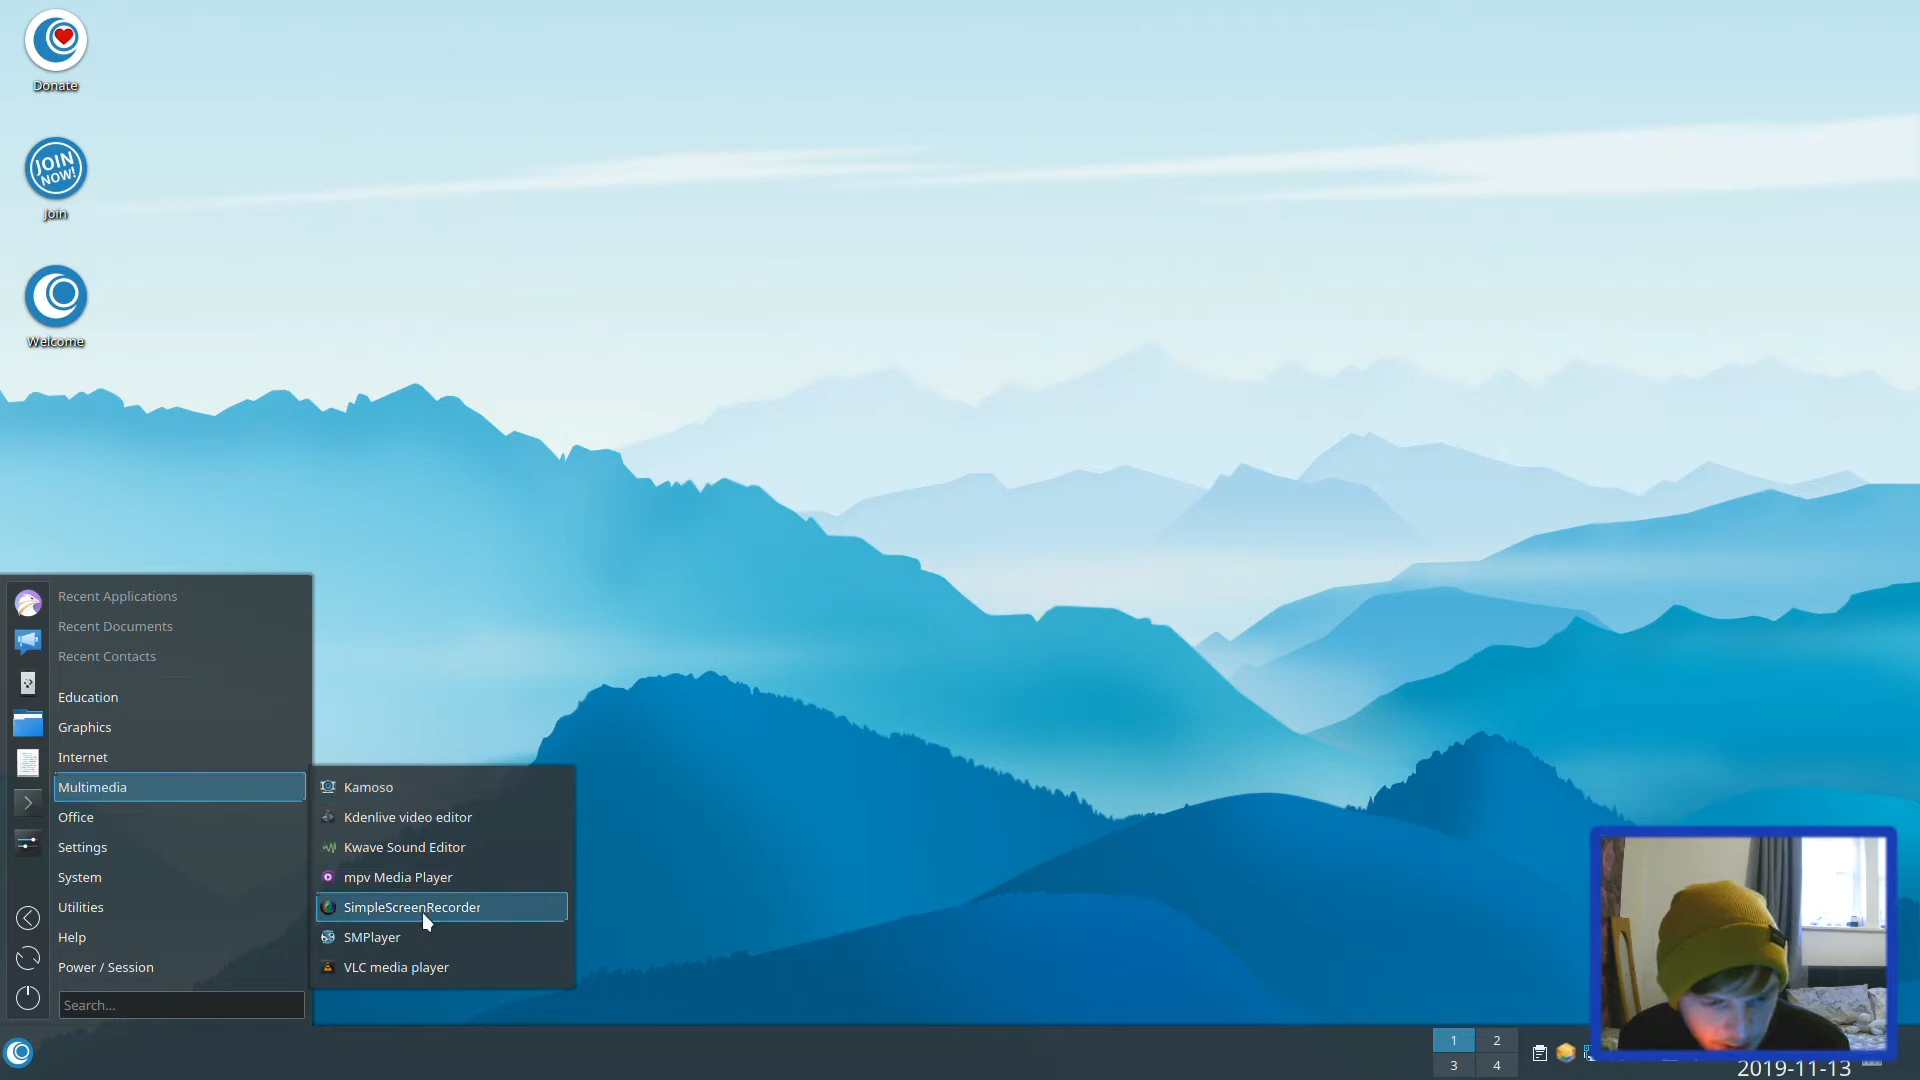 Donate
JOIN
NOW!
Join
Welcome
Recent Applications
Recent Documents
Recent Contacts
Education
Graphics
Internet
Multimedia
Office
Settings
System
Utilities
Help
Power / Session
Search...
Kamoso
Kdenlive video editor
Kwave Sound Editor
mpv Media Player
SimpleScreenRecorder
SMPlayer
VLC media player
1 2
3 4
2019-11-13